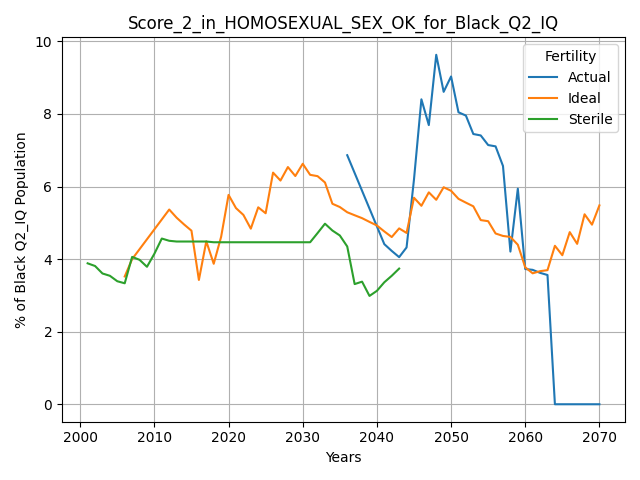 Score_2_in_HOMOSEXUAL_SEX_OK_for_Black_Q2_IQ
Fertility
Actual
Ideal
Sterile
% of Black Q2_IQ Population
10
8
6
4
2
0
2000 2010 2020 2030 2040 2050 2060 2070
Years